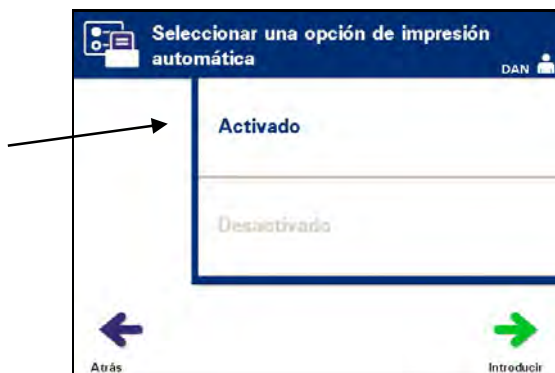 Seleccionar una opción de impresión
automática
DAN
Activado
Desactivado
Atrás
Introducir